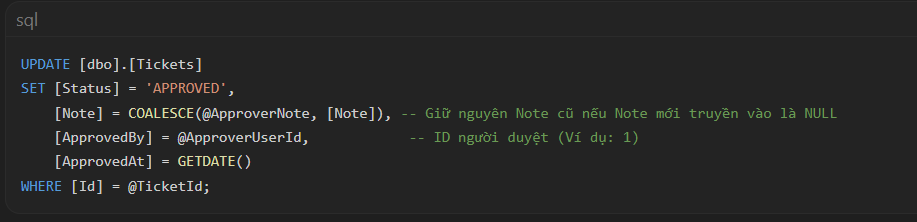 sql
UPDATE [dbo].[Tickets]
SET [Status] = 'APPROVED',
    [Note] = COALESCE(@ApproverNote, [Note]), -- Giữ nguyên Note cũ nếu Note mới truyền vào là NULL
    [ApprovedBy] = @ApproverUserId,            -- ID người duyệt (Ví dụ: 1)
    [ApprovedAt] = GETDATE()
WHERE [Id] = @TicketId;